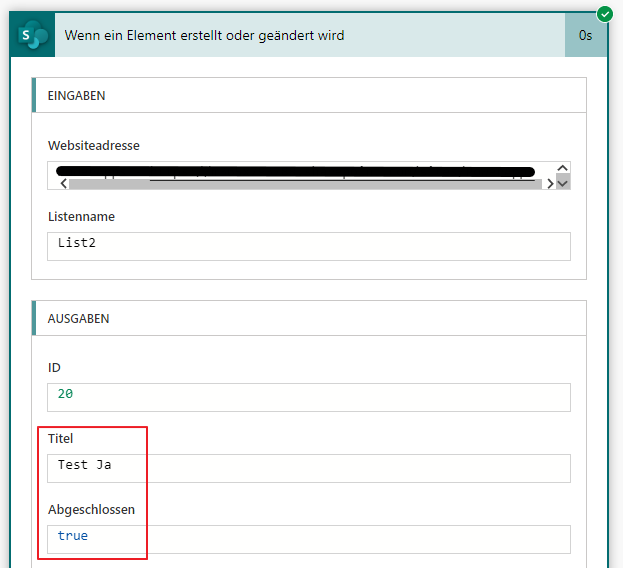 S
Wenn ein Element erstellt oder geändert wird
0s
EINGABEN
Websiteadresse
Listenname
List2
AUSGABEN
ID
20
Titel
Test Ja
Abgeschlossen
true